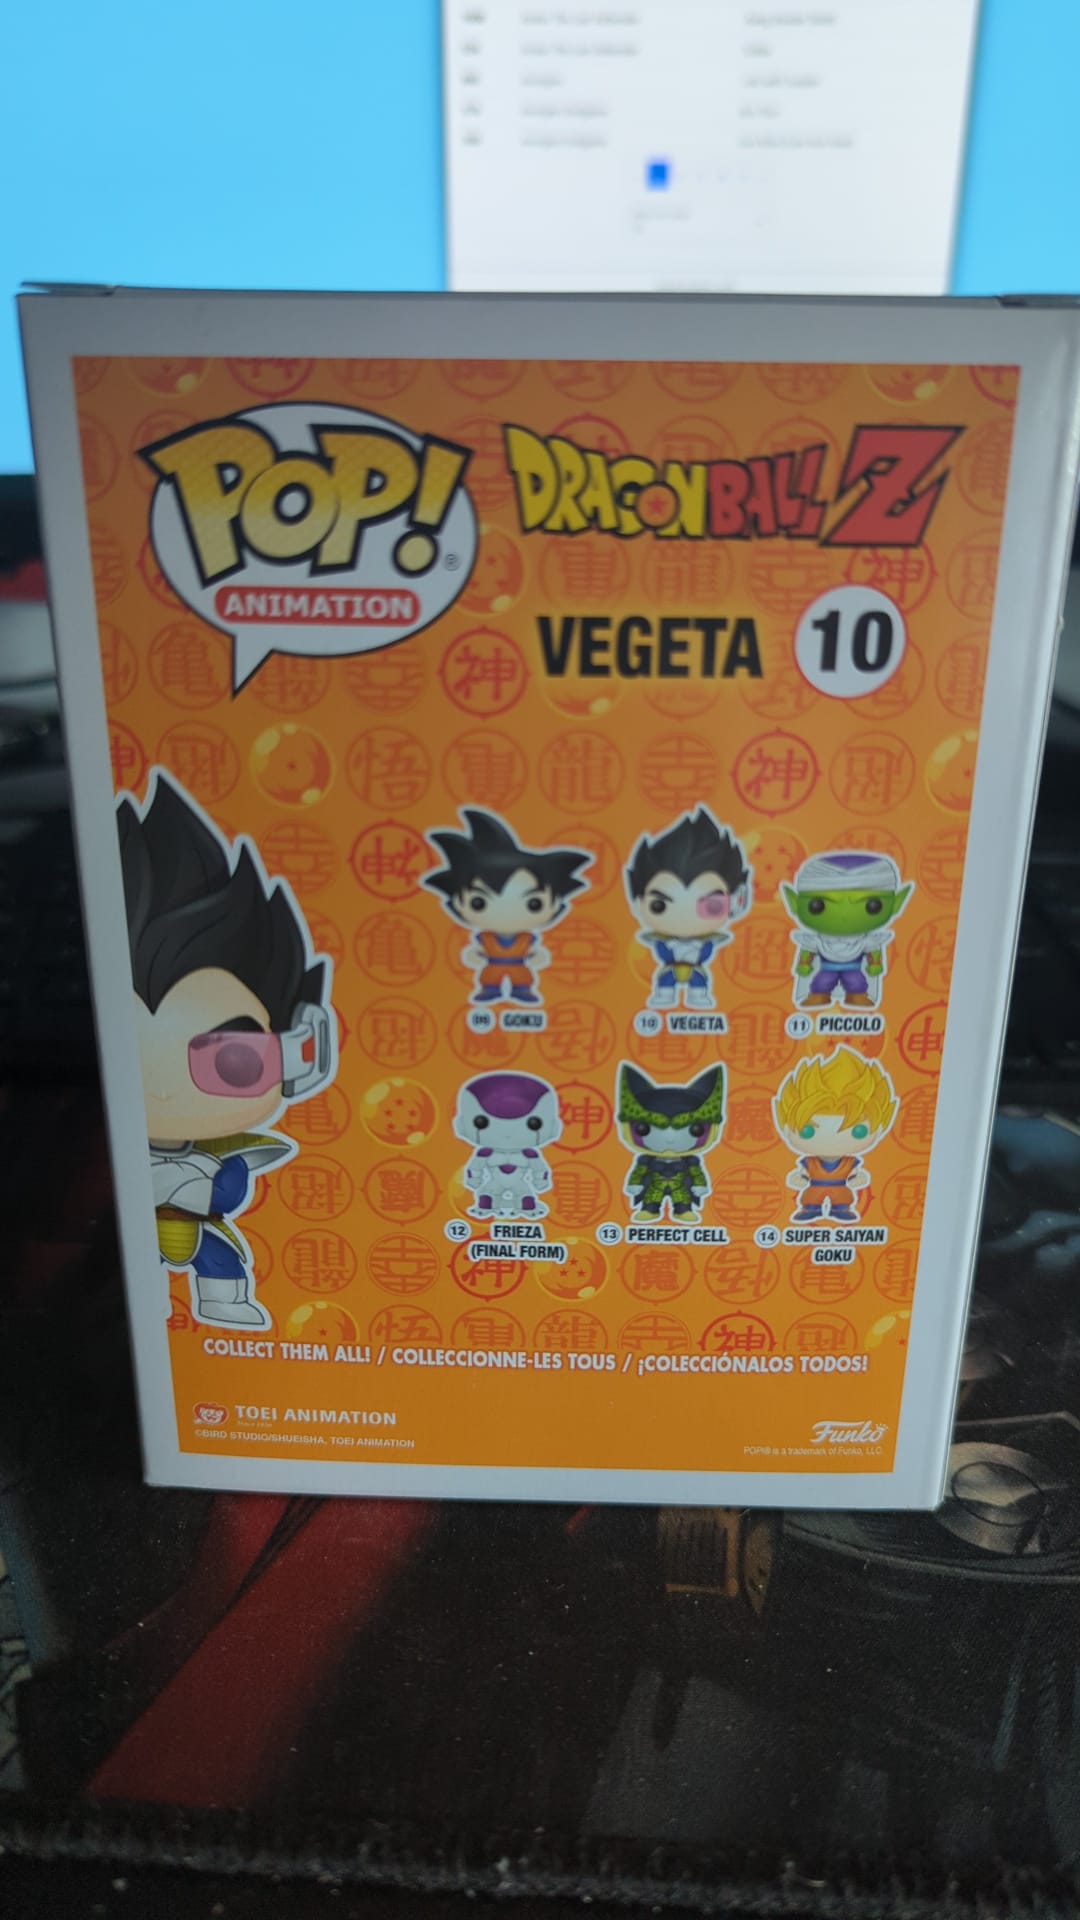 POP!®
ANIMATION
DRAGONBALL Z
VEGETA 10
09 GOKU
10 VEGETA
11 PICCOLO
12 FRIEZA
(FINAL FORM)
13 PERFECT CELL
14 SUPER SAIYAN
GOKU
COLLECT THEM ALL! / COLLECCIONNE-LES TOUS / ¡COLECCIÓNALOS TODOS!
TOEI ANIMATION
©BIRD STUDIO/SHUEISHA, TOEI ANIMATION
Funko
POP!® is a trademark of Funko, LLC.